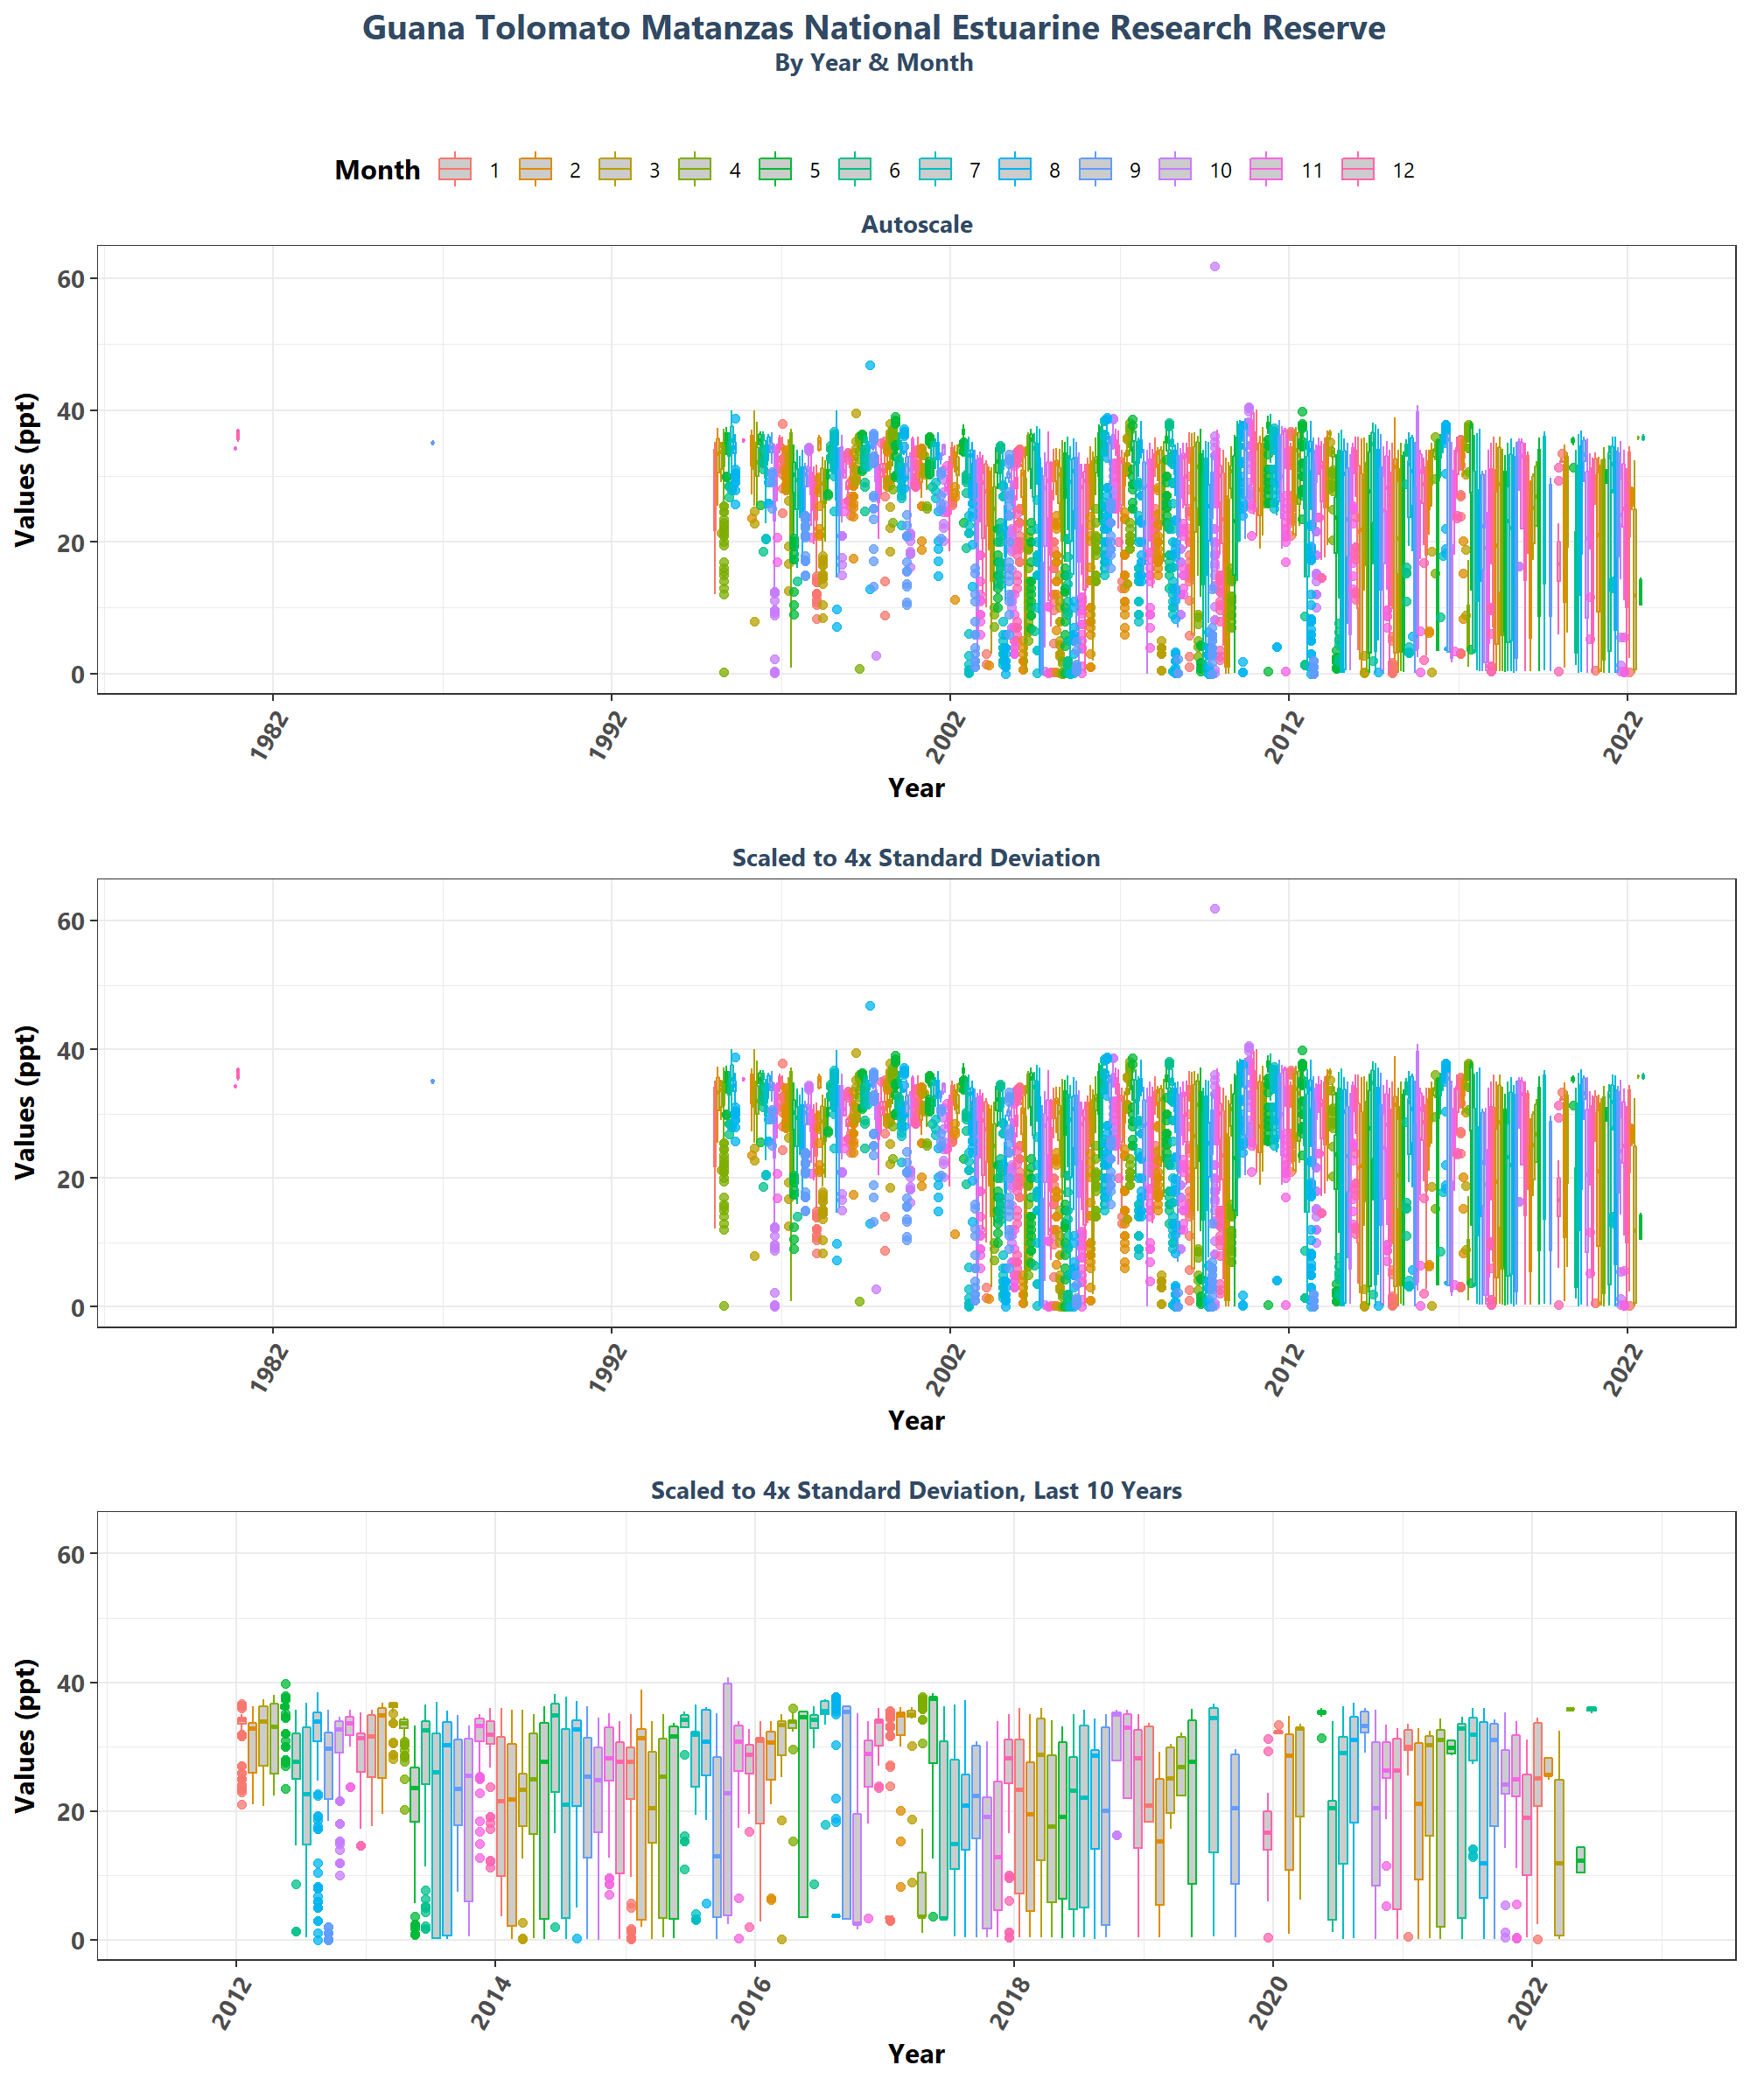 Guana Tolomato Matanzas National Estuarine Research Reserve
By Year & Month
Month 1 2 3 4 5 6 7 8 9 10 11 12
Autoscale
Values (ppt)
60
40
20
0
1982 1992 2002 2012 2022
Year
Scaled to 4x Standard Deviation
Values (ppt)
60
40
20
0
1982 1992 2002 2012 2022
Year
Scaled to 4x Standard Deviation, Last 10 Years
Values (ppt)
60
40
20
0
2012 2014 2016 2018 2020 2022
Year